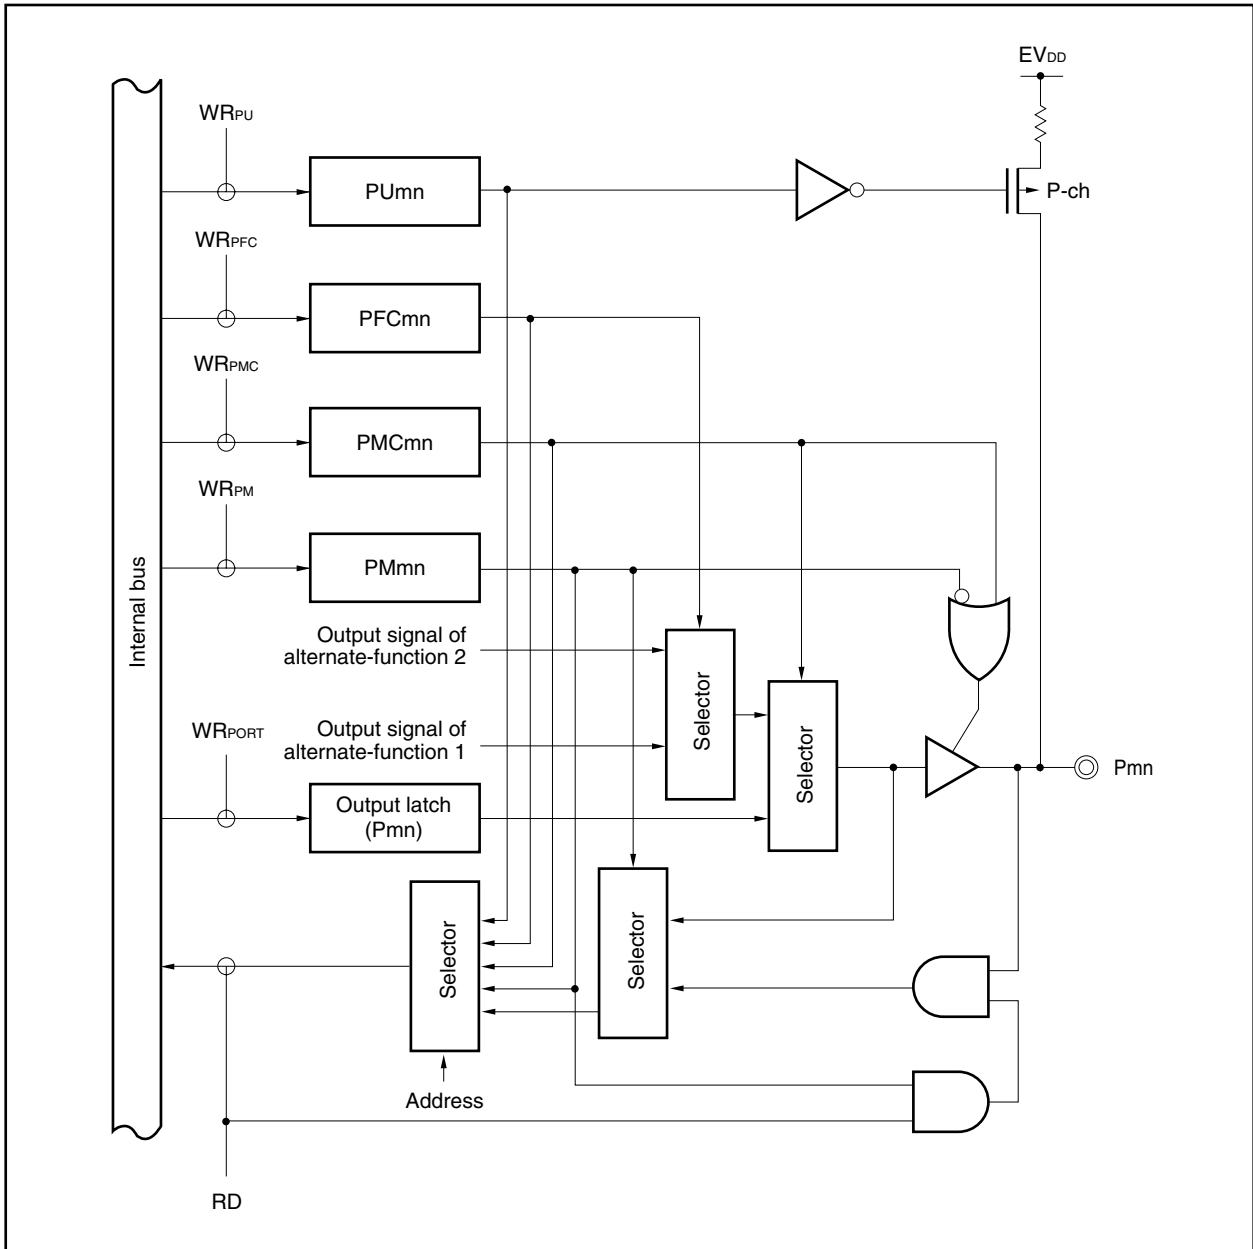 EVDD
WRPU
PUmn
P-ch
WRPFC
PFCmn
WRPMC
PMCmn
WRPM
PMmn
Internal bus
Output signal of
alternate-function 2
Selector
Output signal of
alternate-function 1
WRPORT
Selector
Pmn
Output latch
(Pmn)
Selector
Selector
Address
RD